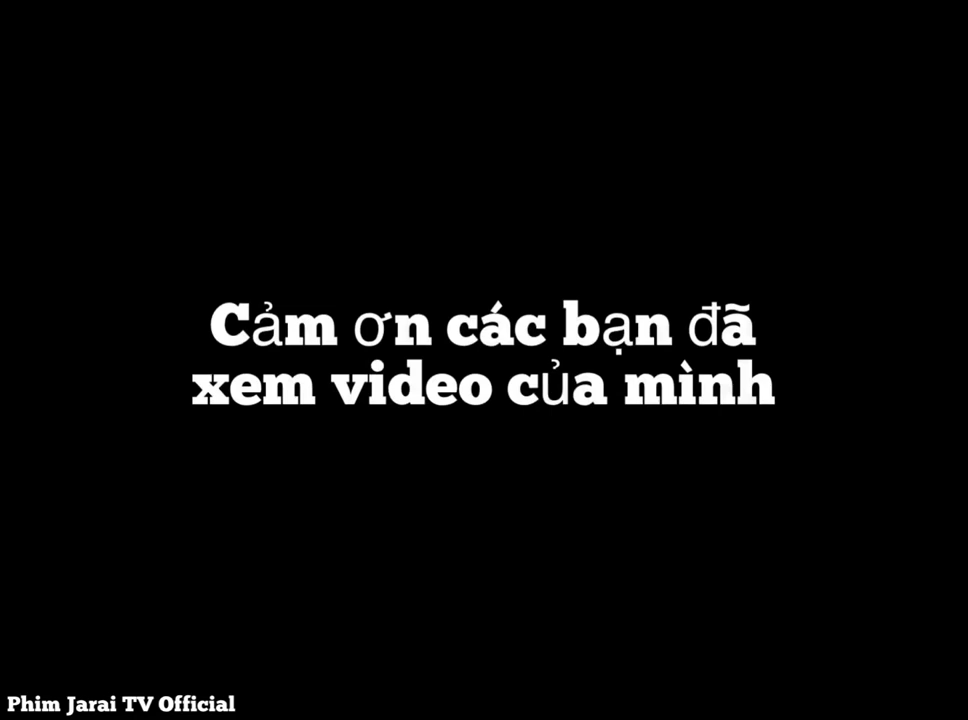 Cảm ơn các bạn đã
xem video của mình
Phim Jarai TV Official